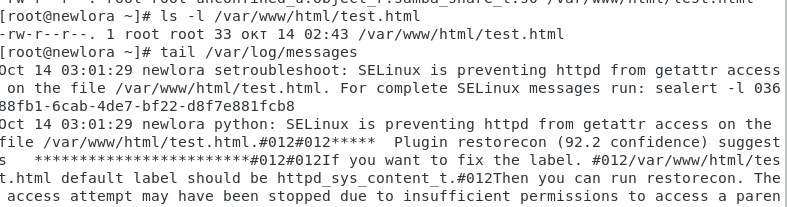 -rw-r--r--. root root unconfined_u:object_r:samba_share_t:s0 /var/www/html/test.html
[root@newlora ~]# ls -l /var/www/html/test.html
-rw-r--r--. 1 root root 33 окт 14 02:43 /var/www/html/test.html
[root@newlora ~]# tail /var/log/messages
Oct 14 03:01:29 newlora setroubleshoot: SELinux is preventing httpd from getattr access
 on the file /var/www/html/test.html. For complete SELinux messages run: sealert -l 036
88fb1-6cab-4de7-bf22-d8f7e881fcb8
Oct 14 03:01:29 newlora python: SELinux is preventing httpd from getattr access on the
file /var/www/html/test.html.#012#012***** Plugin restorecon (92.2 confidence) suggest
s ************************#012#012If you want to fix the label. #012/var/www/html/tes
t.html default label should be httpd_sys_content_t.#012Then you can run restorecon. The
 access attempt may have been stopped due to insufficient permissions to access a paren